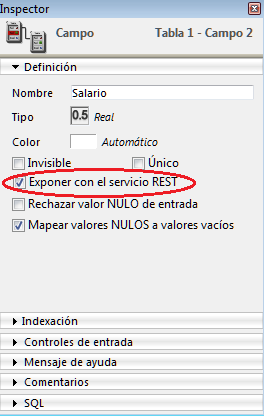 Inspector
Campo Tabla 1 - Campo 2
Definición
Nombre Salario
Tipo 0.5 Real
Color Automático
Invisible Único
Exponer con el servicio REST
Rechazar valor NULO de entrada
Mapear valores NULOS a valores vacíos
Indexación
Controles de entrada
Mensaje de ayuda
Comentarios
SQL